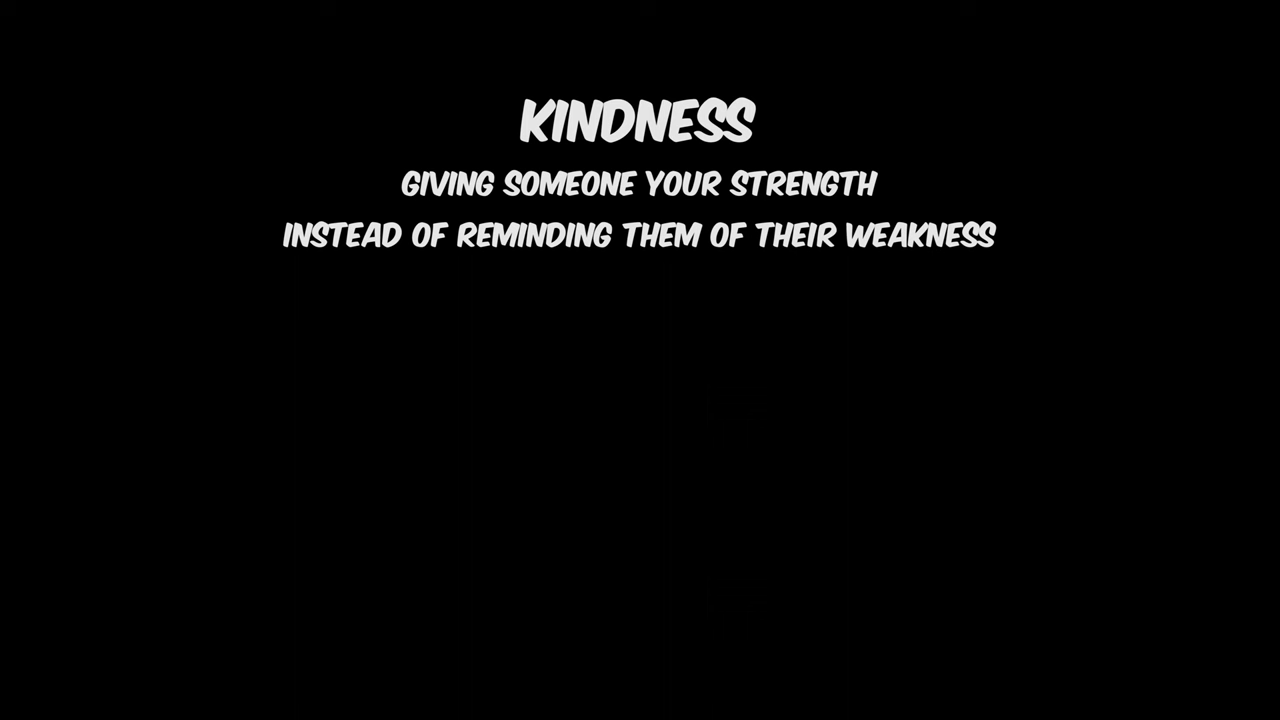 KINDNESS
GIVING SOMEONE YOUR STRENGTH
INSTEAD OF REMINDING THEM OF THEIR WEAKNESS